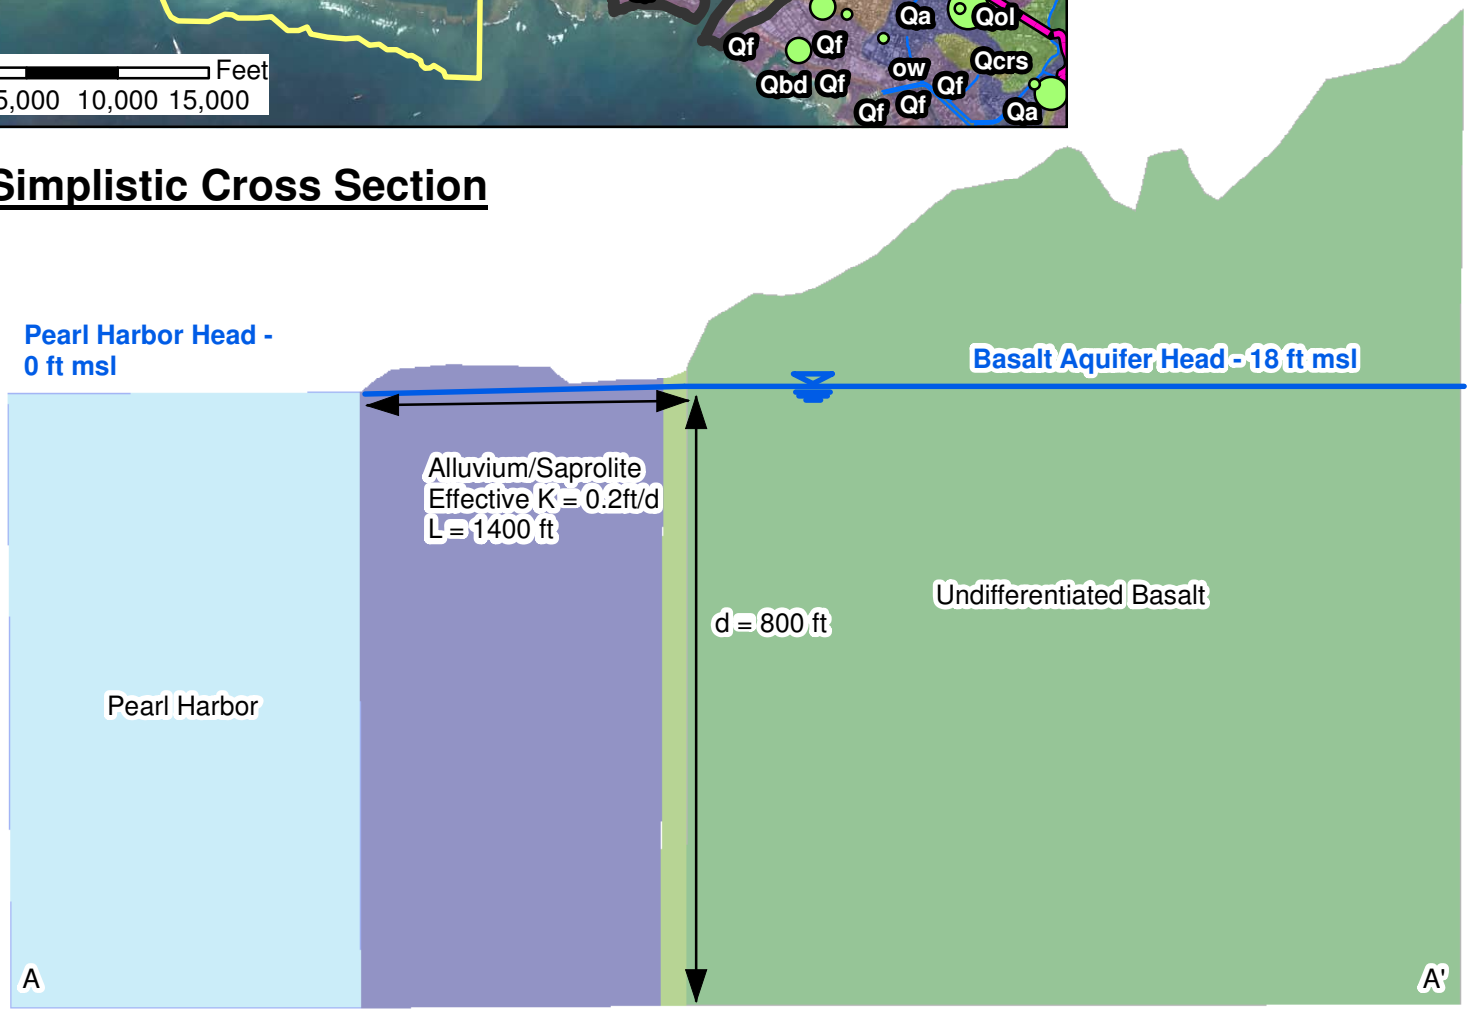 Qa
Qol
Qf
Qf
Qcrs
ow
Qbd
Qf
Qf
Qf
Qf
Qa
Feet
5,000 10,000 15,000
Simplistic Cross Section
Pearl Harbor Head -
0 ft msl
Basalt Aquifer Head - 18 ft msl
Alluvium/Saprolite
Effective K = 0.2ft/d
L = 1400 ft
Undifferentiated Basalt
d = 800 ft
Pearl Harbor
A
A'